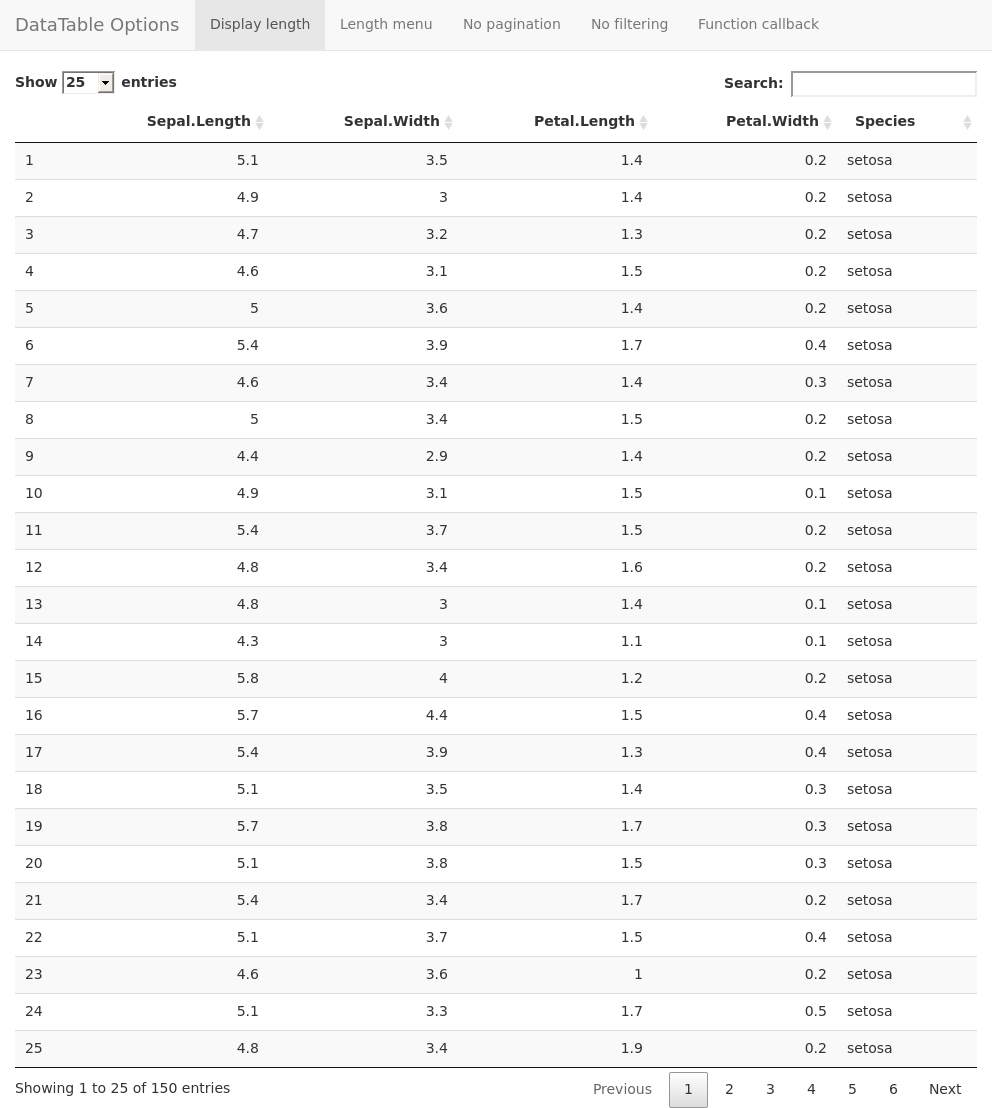 DataTable Options Display length Length menu No pagination No filtering Function callback
Show 25 entries Search:
Sepal.Length Sepal.Width Petal.Length Petal.Width Species
1 5.1 3.5 1.4 0.2 setosa
2 4.9 3 1.4 0.2 setosa
3 4.7 3.2 1.3 0.2 setosa
4 4.6 3.1 1.5 0.2 setosa
5 5 3.6 1.4 0.2 setosa
6 5.4 3.9 1.7 0.4 setosa
7 4.6 3.4 1.4 0.3 setosa
8 5 3.4 1.5 0.2 setosa
9 4.4 2.9 1.4 0.2 setosa
10 4.9 3.1 1.5 0.1 setosa
11 5.4 3.7 1.5 0.2 setosa
12 4.8 3.4 1.6 0.2 setosa
13 4.8 3 1.4 0.1 setosa
14 4.3 3 1.1 0.1 setosa
15 5.8 4 1.2 0.2 setosa
16 5.7 4.4 1.5 0.4 setosa
17 5.4 3.9 1.3 0.4 setosa
18 5.1 3.5 1.4 0.3 setosa
19 5.7 3.8 1.7 0.3 setosa
20 5.1 3.8 1.5 0.3 setosa
21 5.4 3.4 1.7 0.2 setosa
22 5.1 3.7 1.5 0.4 setosa
23 4.6 3.6 1 0.2 setosa
24 5.1 3.3 1.7 0.5 setosa
25 4.8 3.4 1.9 0.2 setosa
Showing 1 to 25 of 150 entries Previous 1 2 3 4 5 6 Next